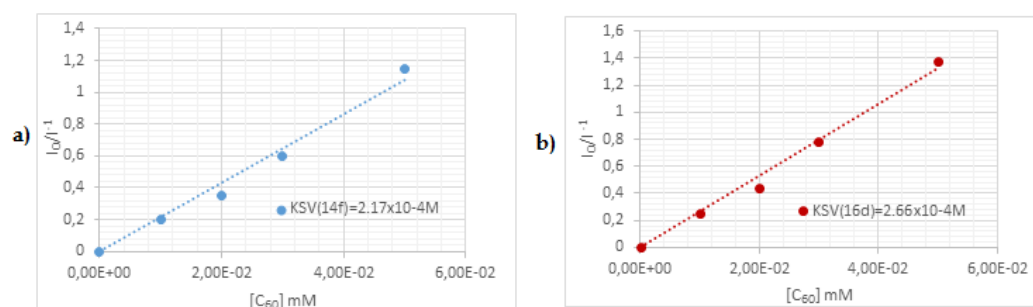 a)
I₀/I⁻¹
1,4
1,2
1
0,8
0,6
0,4
0,2
0
0,00E+00 2,00E-02 4,00E-02 6,00E-02
[C₆₀] mM
KSV(14f)=2.17x10-4M
b)
I₀/I⁻¹
1,6
1,4
1,2
1
0,8
0,6
0,4
0,2
0
0,00E+00 2,00E-02 4,00E-02 6,00E-02
[C₆₀] mM
KSV(16d)=2.66x10-4M